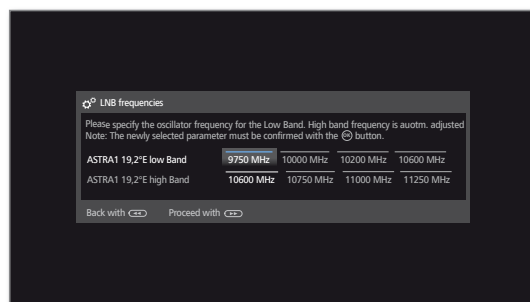 LNB frequencies
Please specify the oscillator frequency for the Low Band. High band frequency is auotm. adjusted
Note: The newly selected parameter must be confirmed with the OK button.
ASTRA1 19,2°E low Band 9750 MHz 10000 MHz 10200 MHz 10600 MHz
ASTRA1 19,2°E high Band 10600 MHz 10750 MHz 11000 MHz 11250 MHz
Back with Proceed with